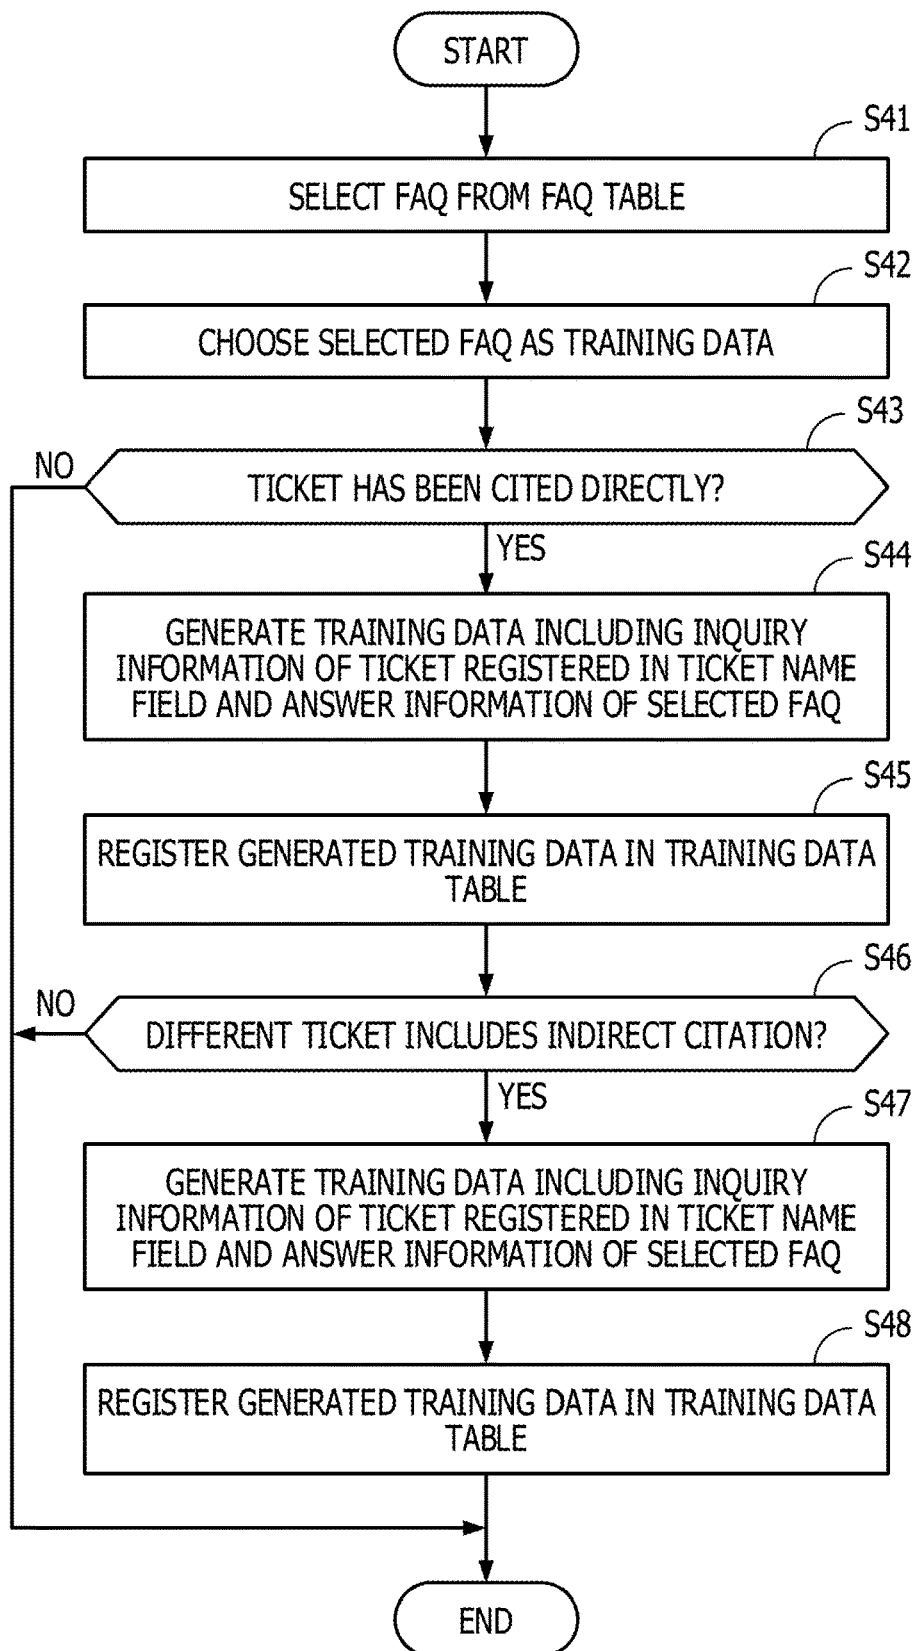 START
S41
SELECT FAQ FROM FAQ TABLE
S42
CHOOSE SELECTED FAQ AS TRAINING DATA
S43
NO
TICKET HAS BEEN CITED DIRECTLY?
YES
S44
GENERATE TRAINING DATA INCLUDING INQUIRY
INFORMATION OF TICKET REGISTERED IN TICKET NAME
FIELD AND ANSWER INFORMATION OF SELECTED FAQ
S45
REGISTER GENERATED TRAINING DATA IN TRAINING DATA
TABLE
S46
NO
DIFFERENT TICKET INCLUDES INDIRECT CITATION?
YES
S47
GENERATE TRAINING DATA INCLUDING INQUIRY
INFORMATION OF TICKET REGISTERED IN TICKET NAME
FIELD AND ANSWER INFORMATION OF SELECTED FAQ
S48
REGISTER GENERATED TRAINING DATA IN TRAINING DATA
TABLE
END